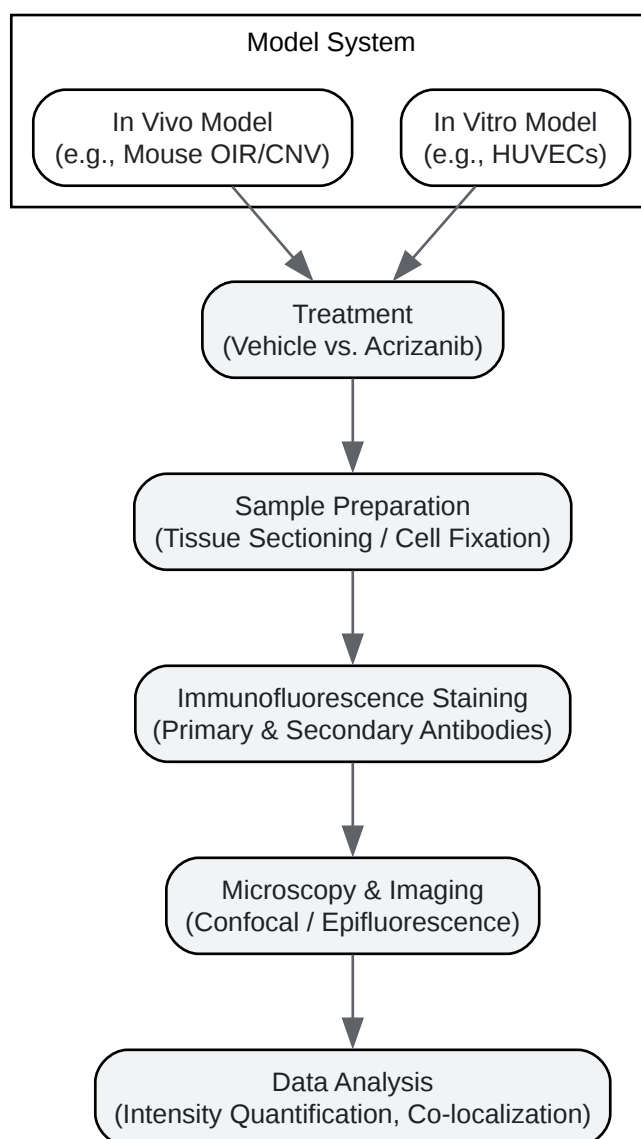 Model System
In Vivo Model
(e.g., Mouse OIR/CNV)
In Vitro Model
(e.g., HUVECs)
Treatment
(Vehicle vs. Acrizanib)
Sample Preparation
(Tissue Sectioning / Cell Fixation)
Immunofluorescence Staining
(Primary & Secondary Antibodies)
Microscopy & Imaging
(Confocal / Epifluorescence)
Data Analysis
(Intensity Quantification, Co-localization)